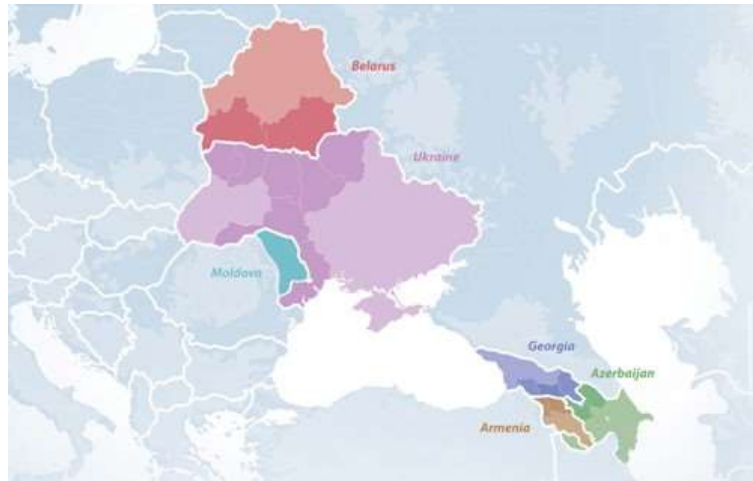 Belarus
Ukraine
Moldova
Georgia
Azerbaijan
Armenia